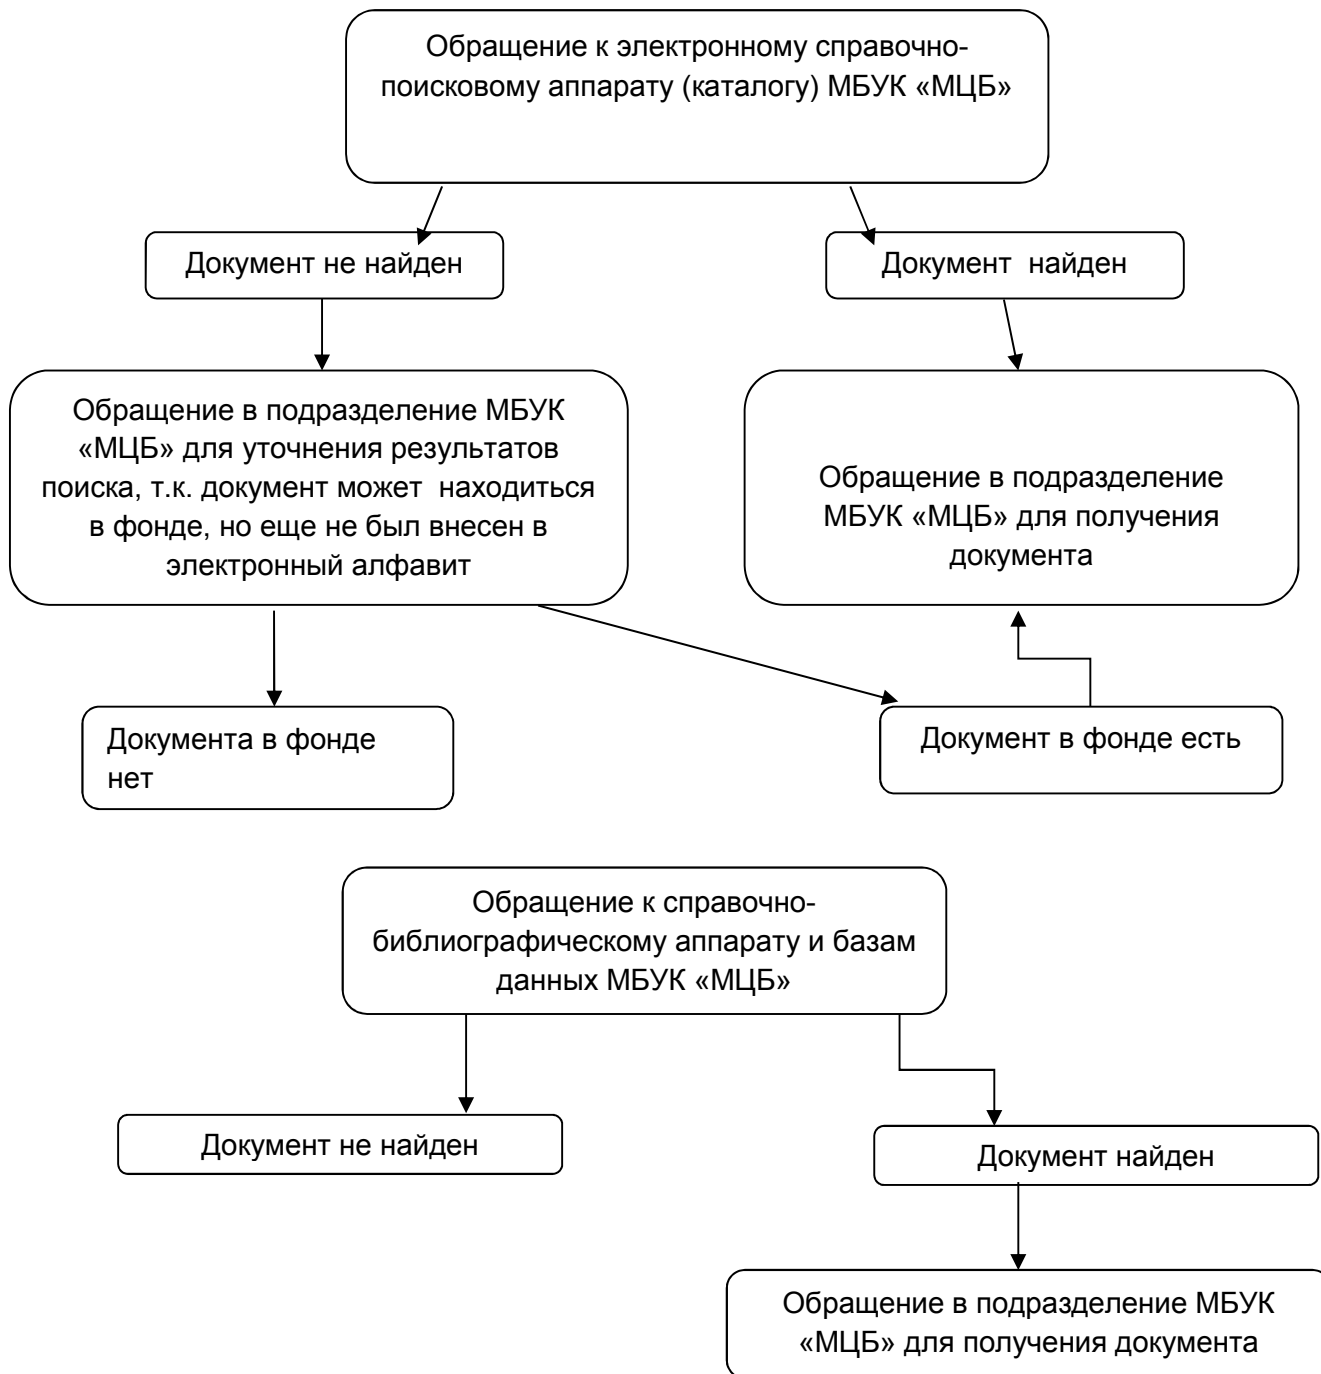 Обращение к электронному справочно-
поисковому аппарату (каталогу) МБУК «МЦБ»
Документ не найден
Документ  найден
Обращение в подразделение МБУК
«МЦБ» для уточнения результатов
поиска, т.к. документ может  находиться
в фонде, но еще не был внесен в
электронный алфавит
Обращение в подразделение
МБУК «МЦБ» для получения
документа
Документа в фонде
нет
Документ в фонде есть
Обращение к справочно-
библиографическому аппарату и базам
данных МБУК «МЦБ»
Документ не найден
Документ найден
Обращение в подразделение МБУК
«МЦБ» для получения документа